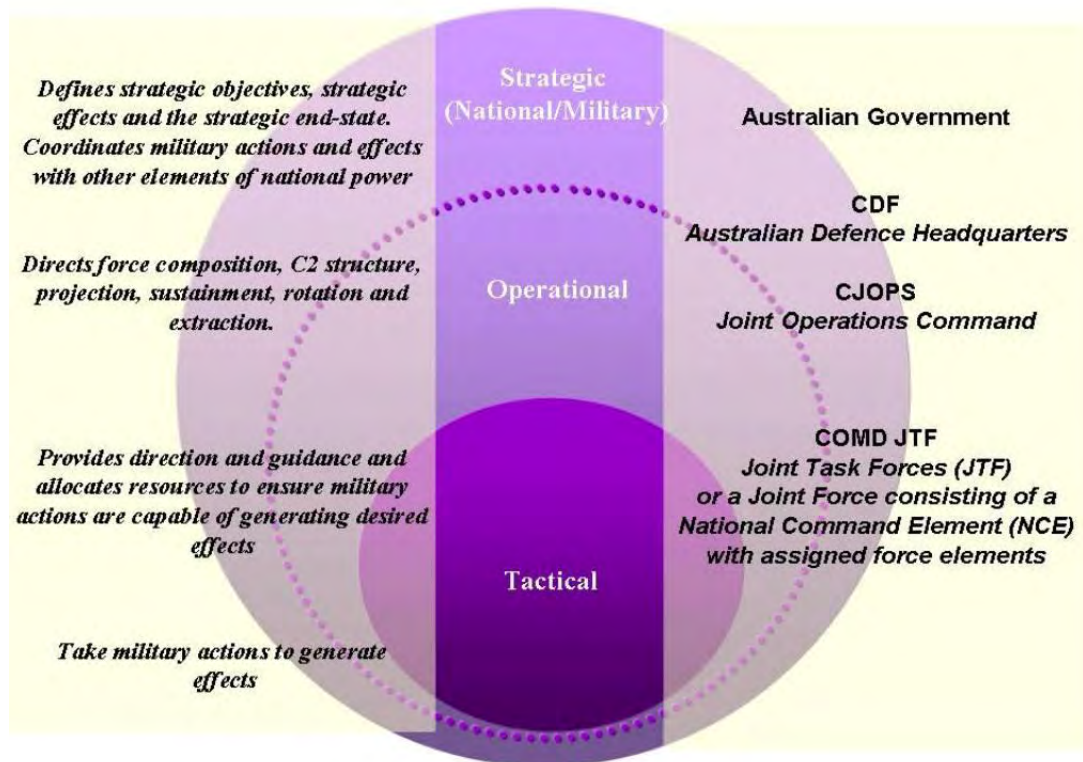 Defines strategic objectives, strategic
effects and the strategic end-state.
Coordinates military actions and effects
with other elements of national power
Directs force composition, C2 structure,
projection, sustainment, rotation and
extraction.
Provides direction and guidance and
allocates resources to ensure military
actions are capable of generating desired
effects
Take military actions to generate
effects
Strategic
(National/Military)
Operational
Tactical
Australian Government
CDF
Australian Defence Headquarters
CJOPS
Joint Operations Command
COMD JTF
Joint Task Forces (JTF)
or a Joint Force consisting of a
National Command Element (NCE)
with assigned force elements